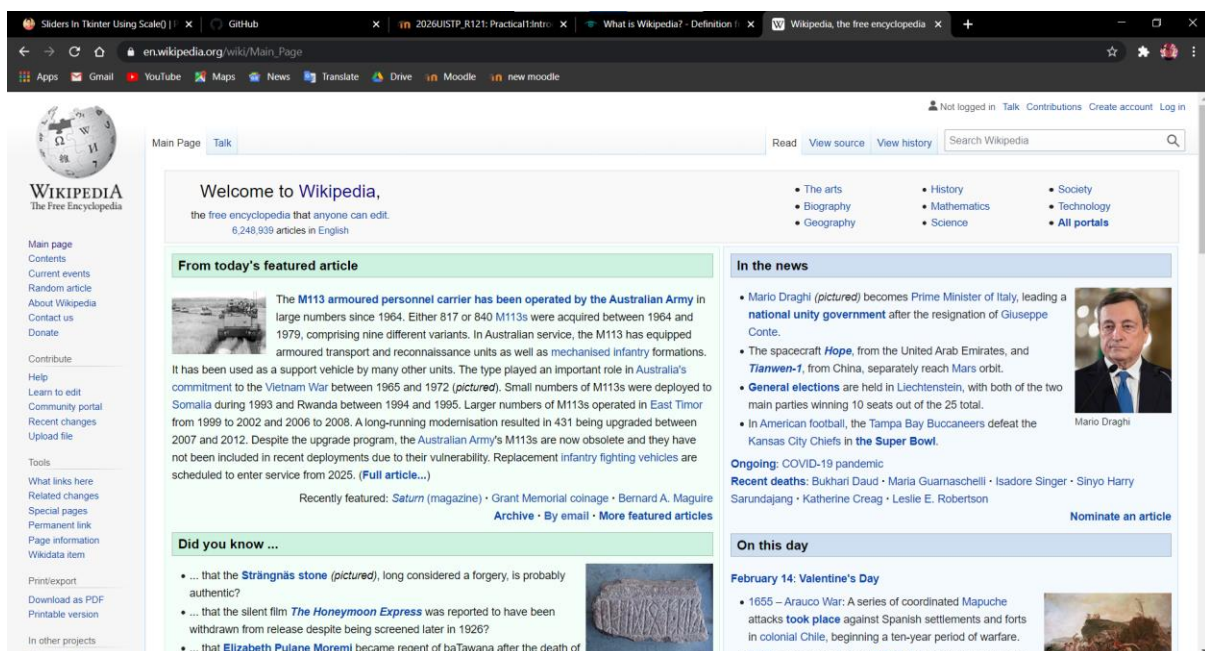 Sliders In Tkinter Using Scale() | P
GitHub
2026UISTP_R121: Practical1:Intro
What is Wikipedia? - Definition f
Wikipedia, the free encyclopedia
en.wikipedia.org/wiki/Main_Page
Apps Gmail YouTube Maps News Translate Drive Moodle new moodle
Not logged in Talk Contributions Create account Log in
Main Page Talk
Read View source View history Search Wikipedia
WIKIPEDIA
The Free Encyclopedia
Main page
Contents
Current events
Random article
About Wikipedia
Contact us
Donate
Contribute
Help
Learn to edit
Community portal
Recent changes
Upload file
Tools
What links here
Related changes
Special pages
Permanent link
Page information
Wikidata item
Print/export
Download as PDF
Printable version
In other projects
Welcome to Wikipedia,
the free encyclopedia that anyone can edit.
6,248,939 articles in English
• The arts
• Biography
• Geography
• History
• Mathematics
• Science
• Society
• Technology
• All portals
From today's featured article
The M113 armoured personnel carrier has been operated by the Australian Army in
large numbers since 1964. Either 817 or 840 M113s were acquired between 1964 and
1979, comprising nine different variants. In Australian service, the M113 has equipped
armoured transport and reconnaissance units as well as mechanised infantry formations.
It has been used as a support vehicle by many other units. The type played an important role in Australia's
commitment to the Vietnam War between 1965 and 1972 (pictured). Small numbers of M113s were deployed to
Somalia during 1993 and Rwanda between 1994 and 1995. Larger numbers of M113s operated in East Timor
from 1999 to 2002 and 2006 to 2008. A long-running modernisation resulted in 431 being upgraded between
2007 and 2012. Despite the upgrade program, the Australian Army's M113s are now obsolete and they have
not been included in recent deployments due to their vulnerability. Replacement infantry fighting vehicles are
scheduled to enter service from 2025. (Full article...)
Recently featured: Saturn (magazine) • Grant Memorial coinage • Bernard A. Maguire
Archive • By email • More featured articles
Did you know ...
• ... that the Strängnäs stone (pictured), long considered a forgery, is probably
authentic?
• ... that the silent film The Honeymoon Express was reported to have been
withdrawn from release despite being screened later in 1926?
• ... that Elizabeth Pulane Moremi became regent of baTawana after the death of
In the news
• Mario Draghi (pictured) becomes Prime Minister of Italy, leading a
national unity government after the resignation of Giuseppe
Conte.
• The spacecraft Hope, from the United Arab Emirates, and
Tianwen-1, from China, separately reach Mars orbit.
• General elections are held in Liechtenstein, with both of the two
main parties winning 10 seats out of the 25 total.
• In American football, the Tampa Bay Buccaneers defeat the
Kansas City Chiefs in the Super Bowl.
Mario Draghi
Ongoing: COVID-19 pandemic
Recent deaths: Bukhari Daud • Maria Guarnaschelli • Isadore Singer • Sinyo Harry
Sarundajang • Katherine Creag • Leslie E. Robertson
Nominate an article
On this day
February 14: Valentine's Day
• 1655 – Arauco War: A series of coordinated Mapuche
attacks took place against Spanish settlements and forts
in colonial Chile, beginning a ten-year period of warfare.